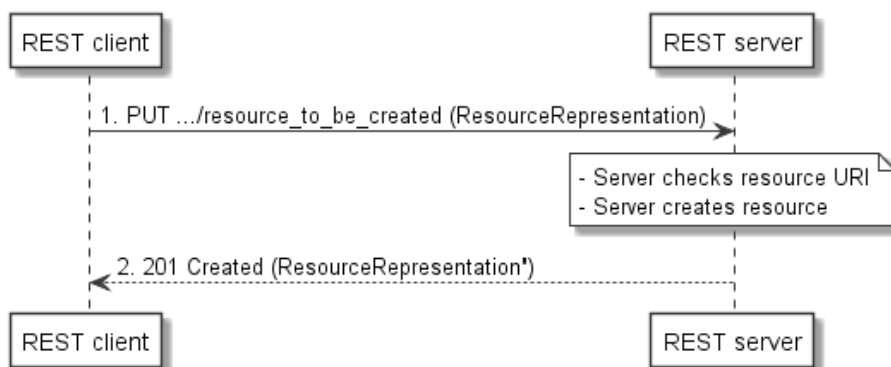 REST client
REST server
1. PUT .../resource_to_be_created (ResourceRepresentation)
- Server checks resource URI
- Server creates resource
2. 201 Created (ResourceRepresentation')
REST client
REST server